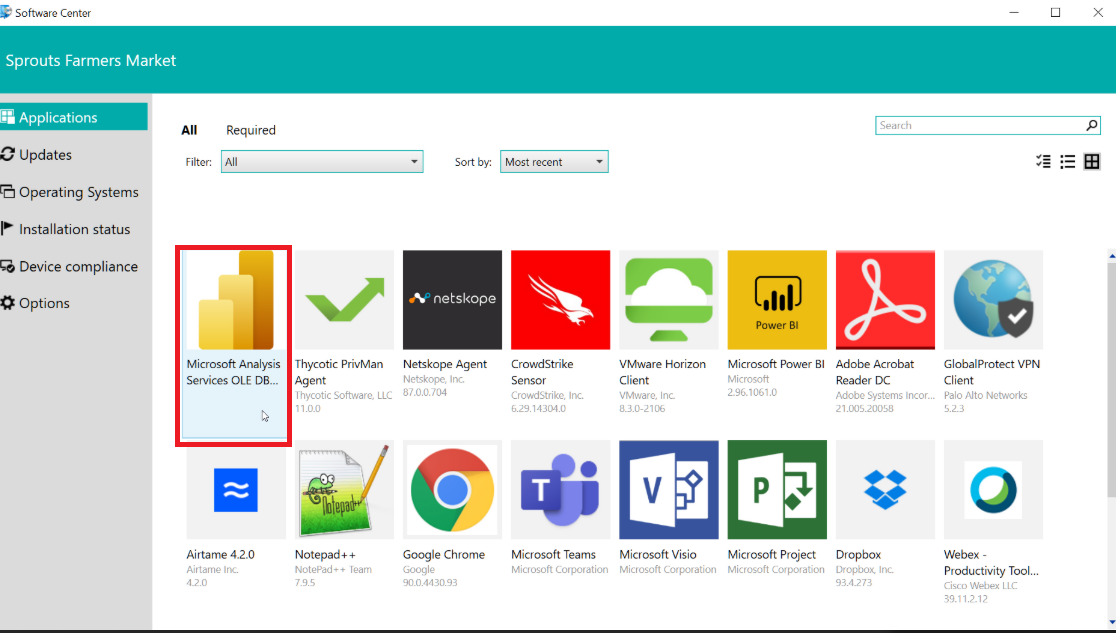 Software Center
Sprouts Farmers Market
Applications
Updates
Operating Systems
Installation status
Device compliance
Options
All
Required
Search
Filter:
All
Sort by:
Most recent
Microsoft Analysis
Services OLE DB...
Thycotic PrivMan
Agent
Thycotic Software, LLC
11.0.0
netskope
Netskope Agent
Netskope, Inc.
87.0.0.704
CrowdStrike
Sensor
CrowdStrike, Inc.
6.29.14304.0
VMware Horizon
Client
VMware, Inc.
8.3.0-2106
Power BI
Microsoft Power BI
Microsoft
2.96.1061.0
Adobe Acrobat
Reader DC
Adobe Systems Incor...
21.005.20058
GlobalProtect VPN
Client
Palo Alto Networks
5.2.3
Airtame 4.2.0
Airtame Inc.
4.2.0
Notepad++
Notepad++
NotePad++ Team
7.9.5
Google Chrome
Google
90.0.4430.93
T
Microsoft Teams
Microsoft Corporation
V
Microsoft Visio
Microsoft Corporation
P
Microsoft Project
Microsoft Corporation
Dropbox
Dropbox, Inc.
93.4.273
Webex -
Productivity Tool...
Cisco Webex LLC
39.11.2.12